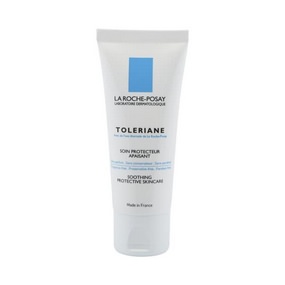 LA ROCHE-POSAY
LABORATOIRE DERMATOLOGIQUE
TOLERIANE
SOIN PROTECTEUR
APAISANT
SOOTHING
PROTECTIVE SKINCARE
Made in France